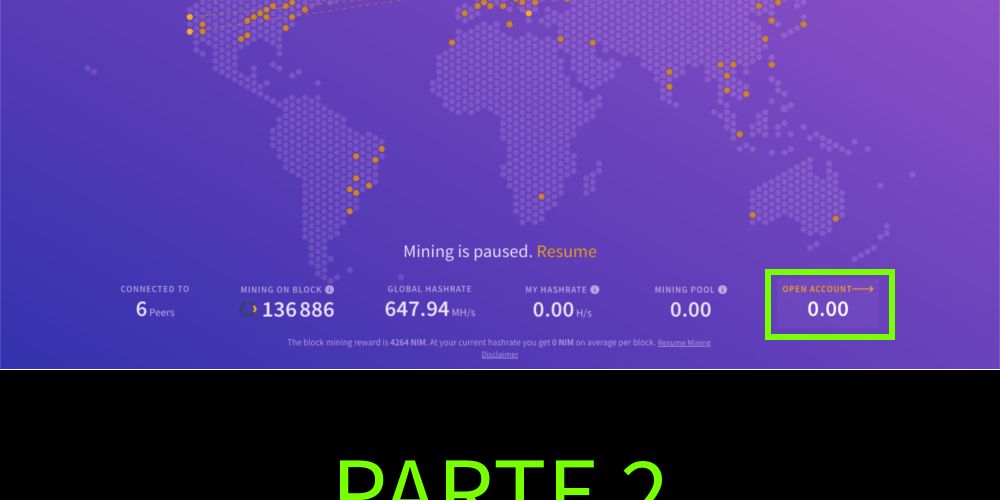 Mining is paused. Resume
CONNECTED TO
6 Peers
MINING ON BLOCK
136886
GLOBAL HASHRATE
647.94 MH/s
MY HASHRATE
0.00 H/s
MINING POOL
0.00
OPEN ACCOUNT
0.00
The block mining reward is 4264 NIM. At your current hashrate you get 0 NIM on average per block. Resume Mining
Disclaimer
PARTE 2